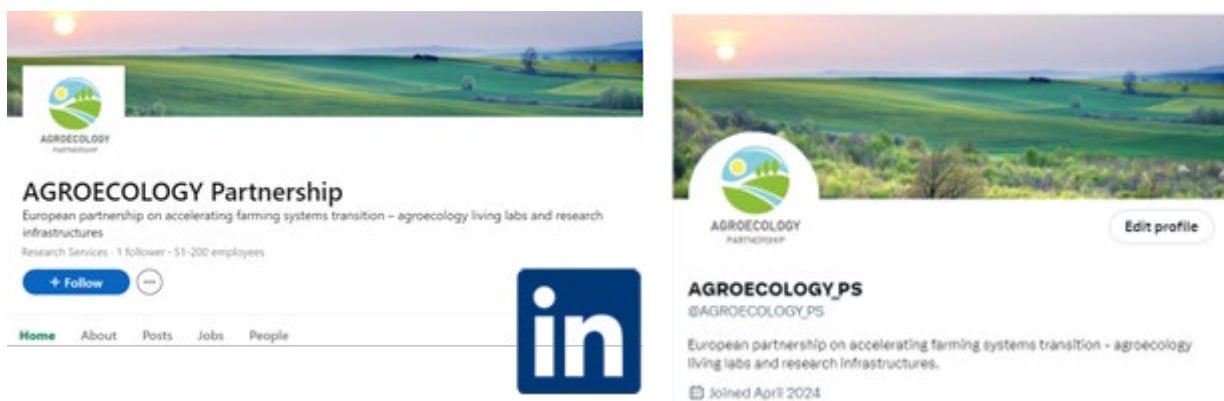 AGROECOLOGY
PARTNERSHIP
AGROECOLOGY Partnership
European partnership on accelerating farming systems transition – agroecology living labs and research
infrastructures
Research Services · 1 follower · 51-200 employees
+ Follow
Home About Posts Jobs People
in
AGROECOLOGY
PARTNERSHIP
Edit profile
AGROECOLOGY_PS
@AGROECOLOGY_PS
European partnership on accelerating farming systems transition – agroecology
living labs and research infrastructures.
Joined April 2024